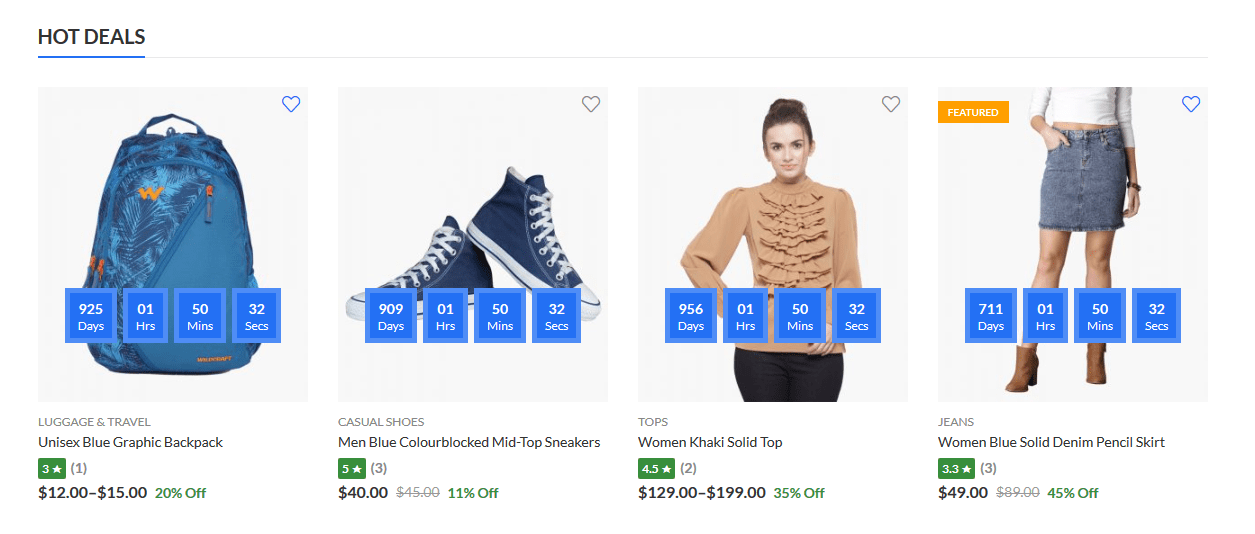 HOT DEALS
FEATURED
WILDCRAFT
925 Days 01 Hrs 50 Mins 32 Secs
909 Days 01 Hrs 50 Mins 32 Secs
956 Days 01 Hrs 50 Mins 32 Secs
711 Days 01 Hrs 50 Mins 32 Secs
LUGGAGE & TRAVEL
Unisex Blue Graphic Backpack
3 ★ (1)
$12.00–$15.00 20% Off
CASUAL SHOES
Men Blue Colourblocked Mid-Top Sneakers
5 ★ (3)
$40.00 $45.00 11% Off
TOPS
Women Khaki Solid Top
4.5 ★ (2)
$129.00–$199.00 35% Off
JEANS
Women Blue Solid Denim Pencil Skirt
3.3 ★ (3)
$49.00 $89.00 45% Off